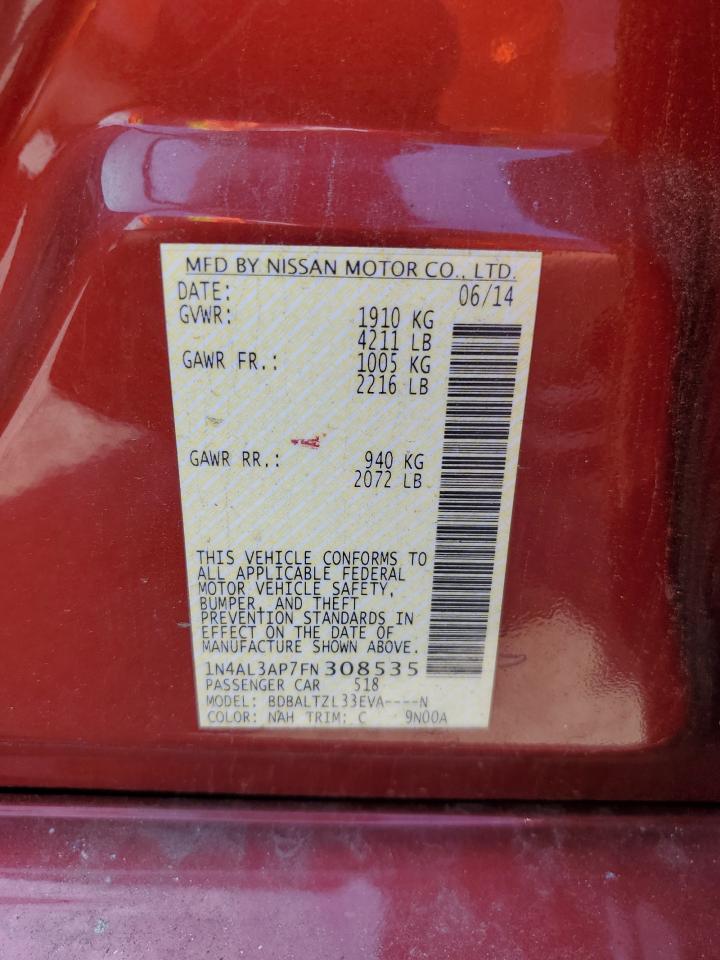 MFD BY NISSAN MOTOR CO., LTD.
DATE: 06/14
GVWR: 1910 KG
4211 LB
GAWR FR.: 1005 KG
2216 LB
GAWR RR.: 940 KG
2072 LB
THIS VEHICLE CONFORMS TO
ALL APPLICABLE FEDERAL
MOTOR VEHICLE SAFETY,
BUMPER, AND THEFT
PREVENTION STANDARDS IN
EFFECT ON THE DATE OF
MANUFACTURE SHOWN ABOVE.
1N4AL3AP7FN308535
PASSENGER CAR 518
MODEL: BDBALTZL33EVA----N
COLOR: NAH TRIM: C 9N00A